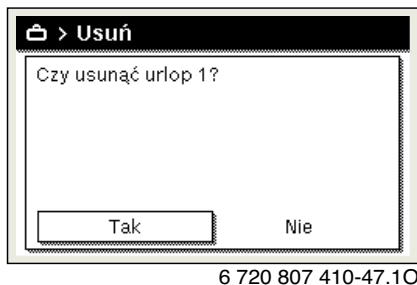 > Usuń
Czy usunąć urlop 1?
Tak Nie
6 720 807 410-47.1O